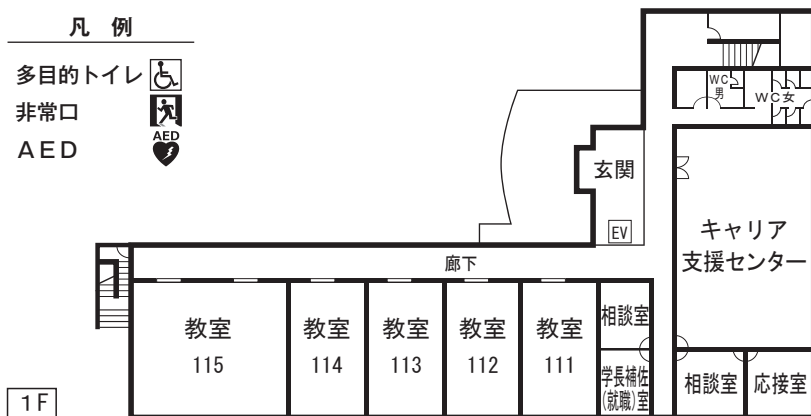 凡例
多目的トイレ
非常口
AED
AED
WC
男
WC女
玄関
EV
キャリア
支援センター
廊下
教室
115
教室
114
教室
113
教室
112
教室
111
相談室
学長補佐
(就職)室
相談室
応接室
1F